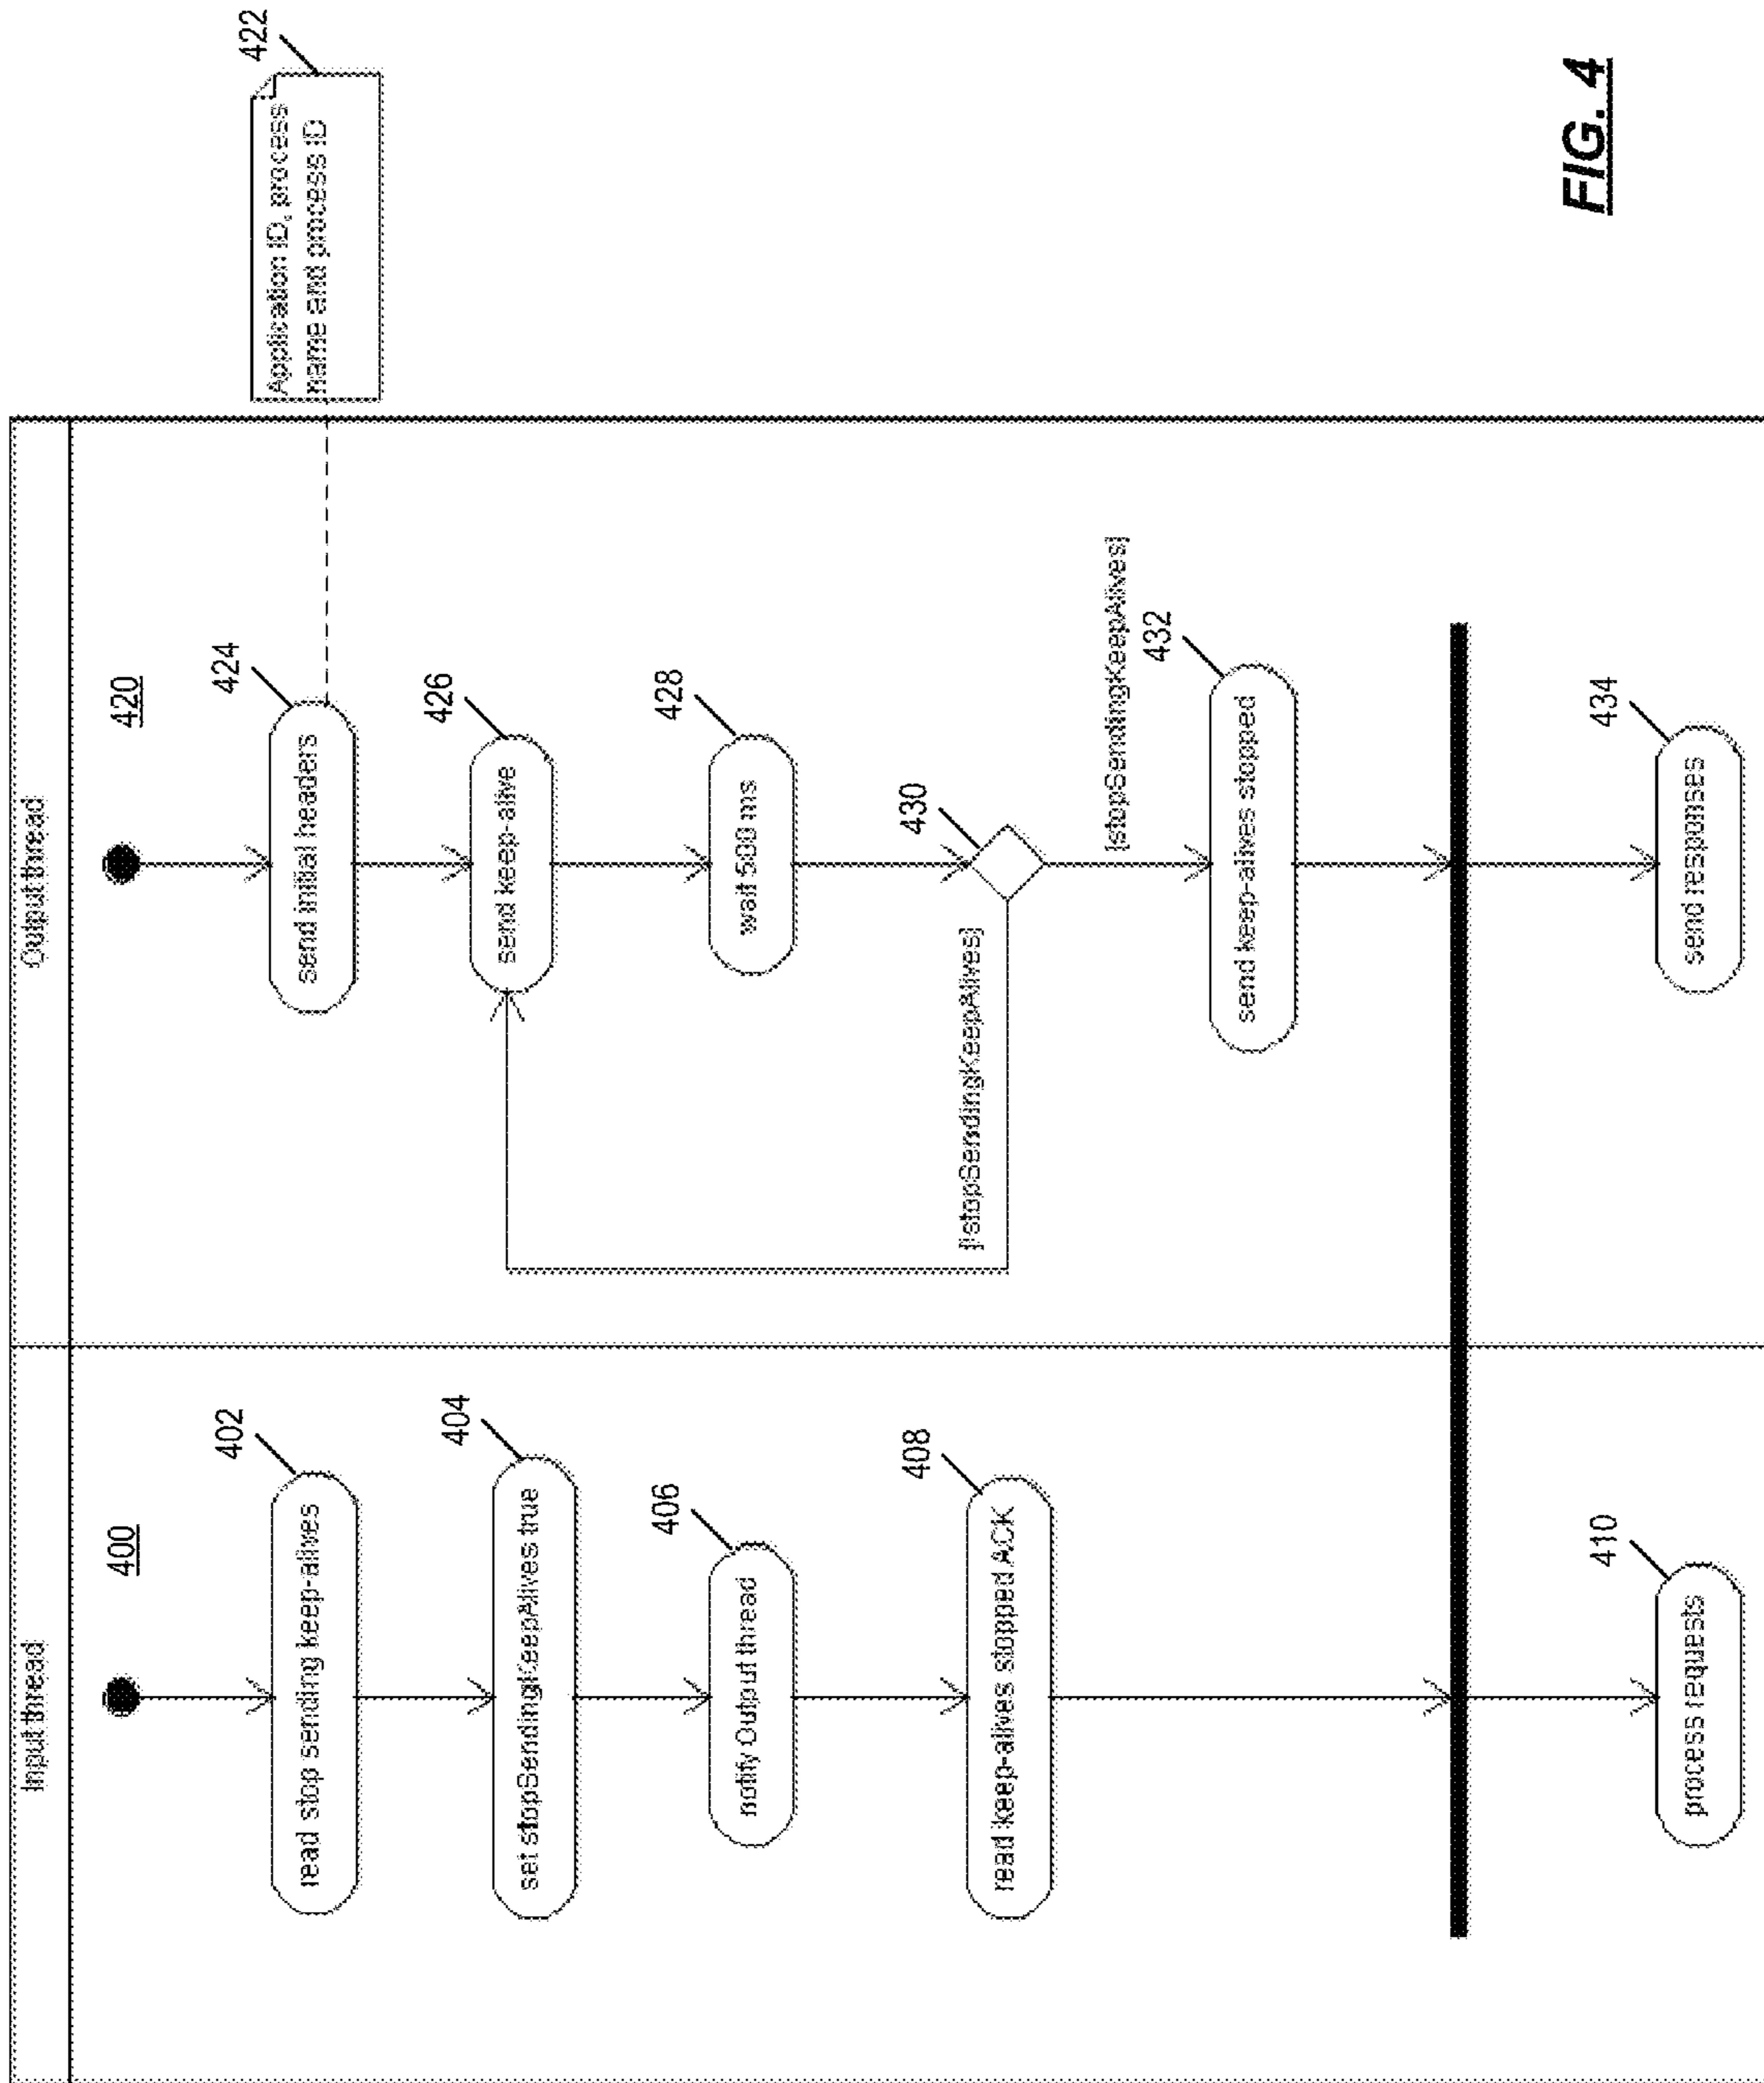 Input thread
Output thread
400
402
read stop sending keep-alives
404
set stopSendingKeepAlives true
406
notify Output thread
408
read keep-alives stopped ACK
410
process requests
420
422
Application ID, process
name and process ID
424
send initial headers
426
send keep-alive
428
wait 500 ms
430
[!stopSendingKeepAlives]
[stopSendingKeepAlives]
432
send keep-alives stopped
434
send responses
FIG. 4